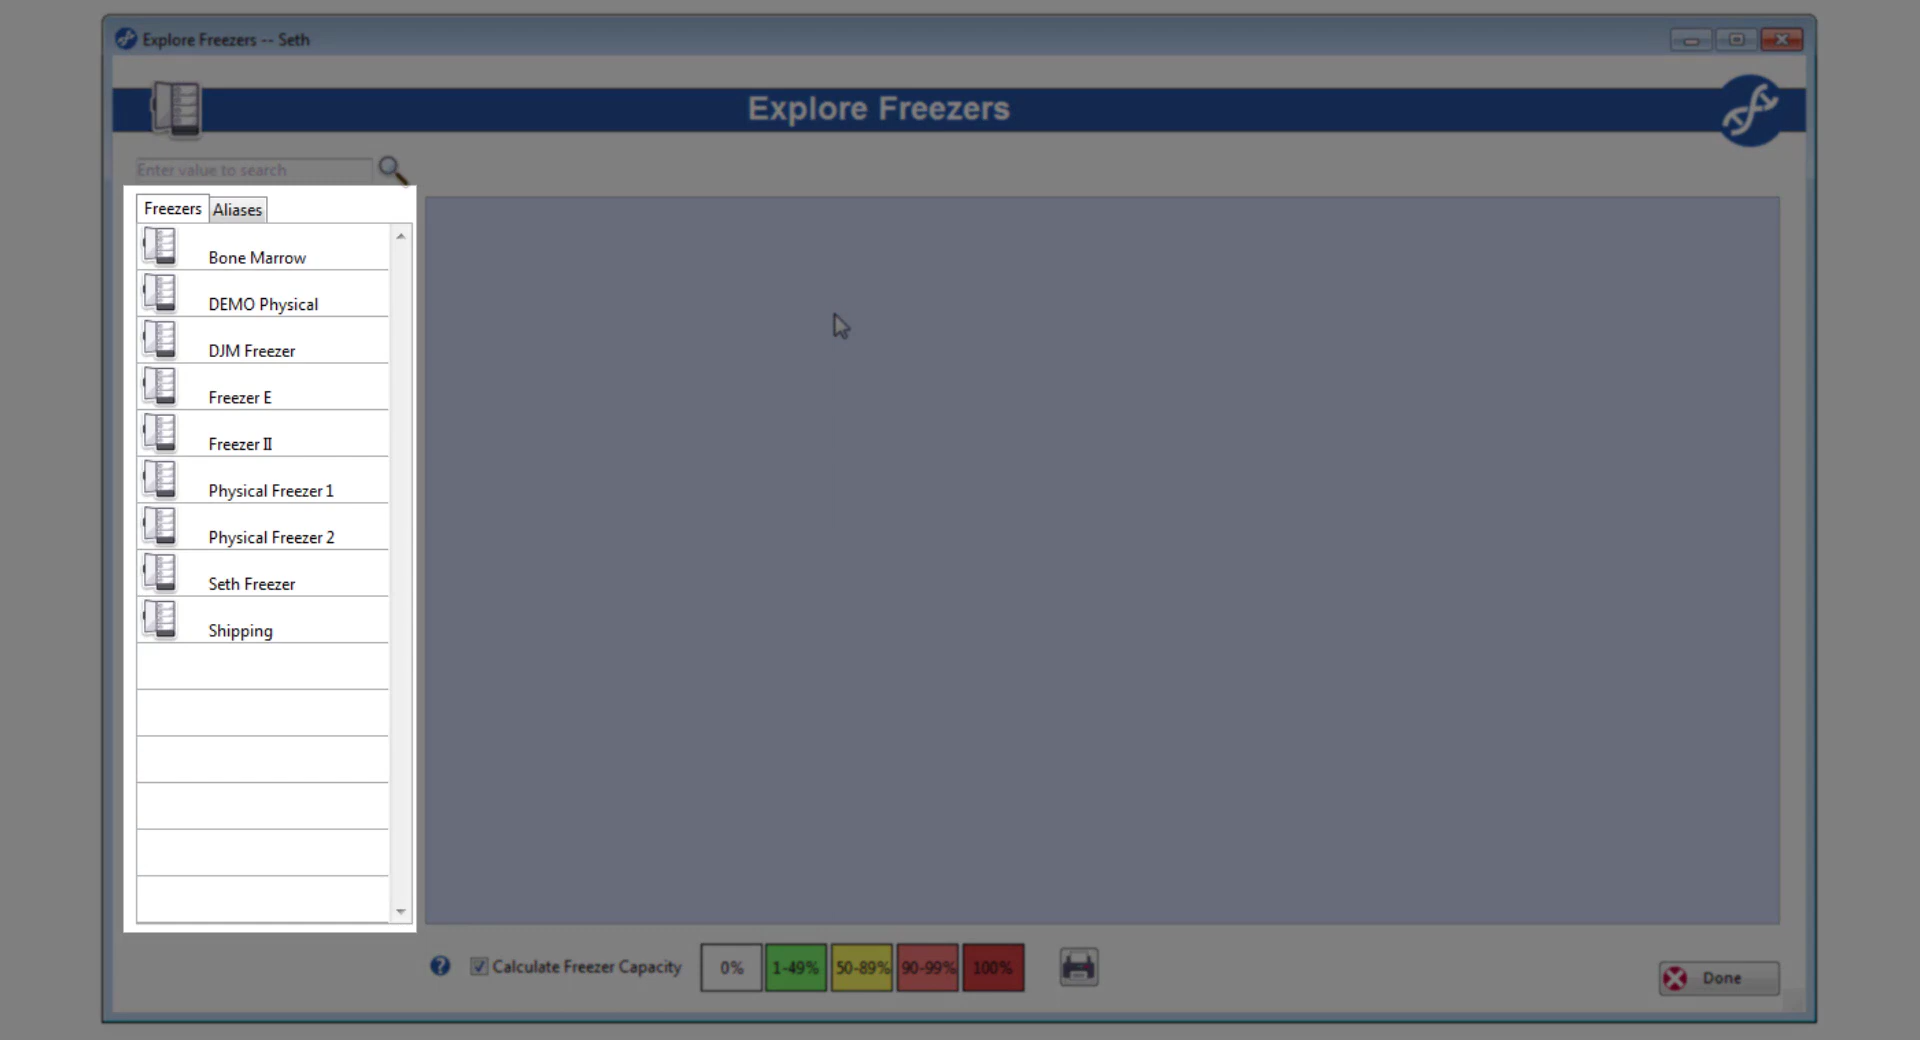 Explore Freezers -- Seth
Explore Freezers
Enter value to search
Freezers Aliases
Bone Marrow
DEMO Physical
DJM Freezer
Freezer E
Freezer II
Physical Freezer 1
Physical Freezer 2
Seth Freezer
Shipping
? Calculate Freezer Capacity 0% 1-49% 50-89% 90-99% 100%
Done